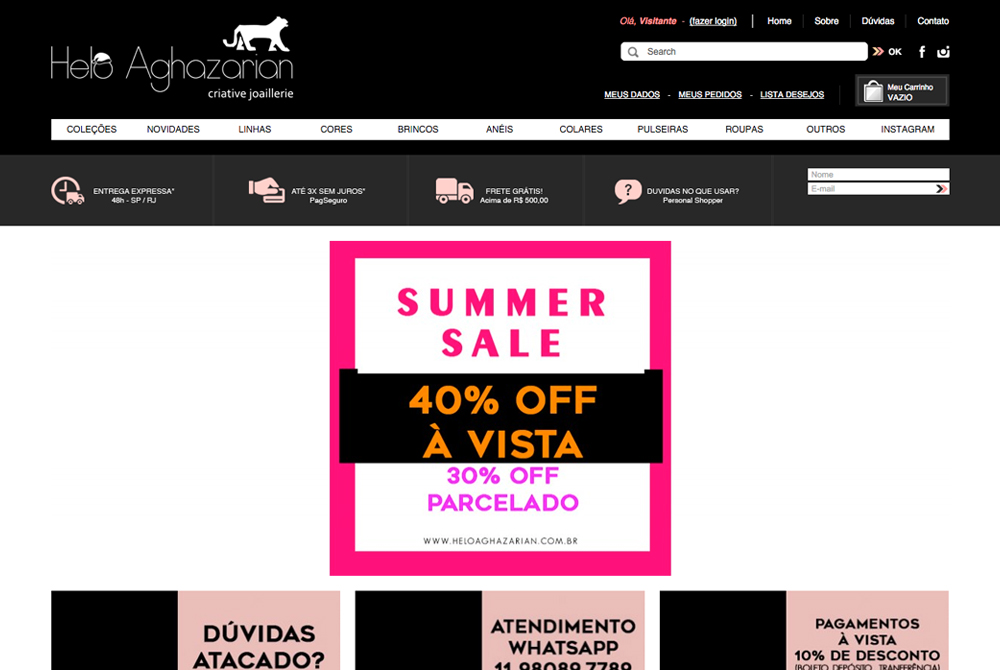 Olá, Visitante - (fazer login) Home Sobre Dúvidas Contato
Helo Aghazarian
criative joaillerie
Search OK
MEUS DADOS - MEUS PEDIDOS - LISTA DESEJOS
Meu Carrinho
VAZIO
COLEÇÕES NOVIDADES LINHAS CORES BRINCOS ANÉIS COLARES PULSEIRAS ROUPAS OUTROS INSTAGRAM
ENTREGA EXPRESSA*
48h - SP / RJ
ATÉ 3X SEM JUROS*
PagSeguro
FRETE GRÁTIS!
Acima de R$ 500,00
?
DUVIDAS NO QUE USAR?
Personal Shopper
Nome
E-mail
SUMMER
SALE
40% OFF
À VISTA
30% OFF
PARCELADO
WWW.HELOAGHAZARIAN.COM.BR
DÚVIDAS
ATACADO?
ATENDIMENTO
WHATSAPP
11 98089 7789
PAGAMENTOS
À VISTA
10% DE DESCONTO
(BOLETO, DEPÓSITO, TRANFERÊNCIA)